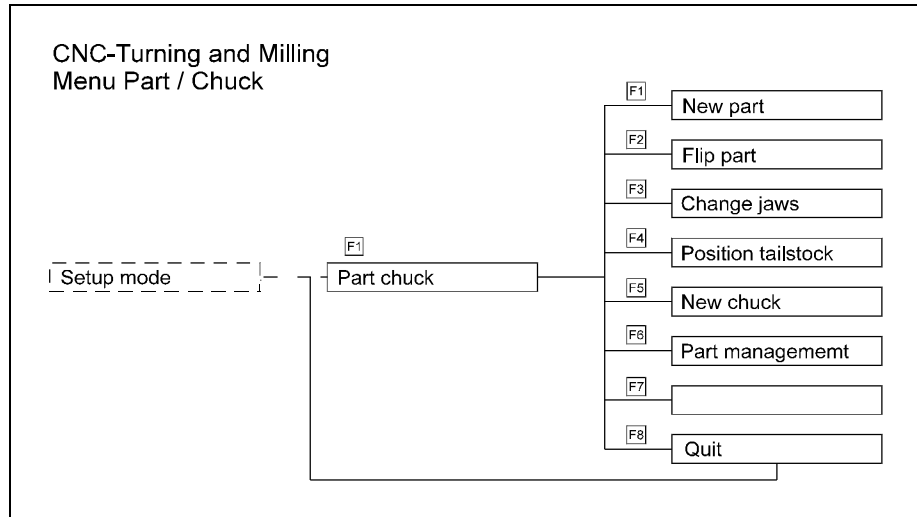 CNC-Turning and Milling
Menu Part / Chuck
F1
New part
F2
Flip part
F3
Change jaws
F4
Position tailstock
F1
Setup mode
Part chuck
F5
New chuck
F6
Part managememt
F7
F8
Quit